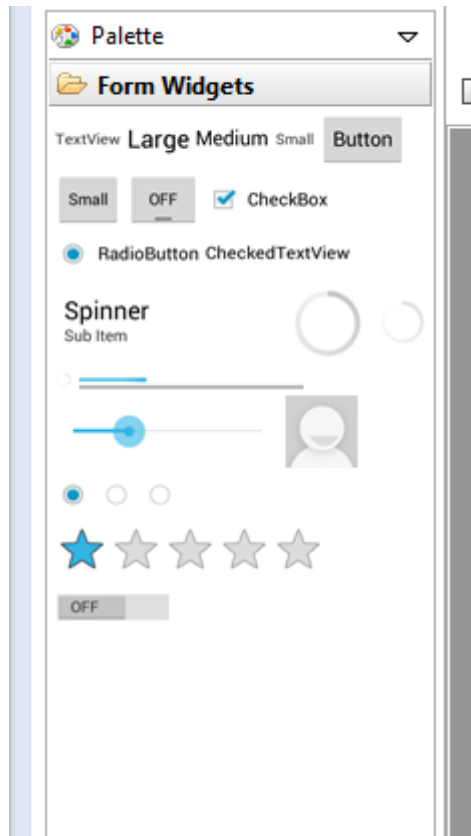 Palette
Form Widgets
TextView Large Medium Small Button
Small OFF CheckBox
RadioButton CheckedTextView
Spinner
Sub Item
OFF